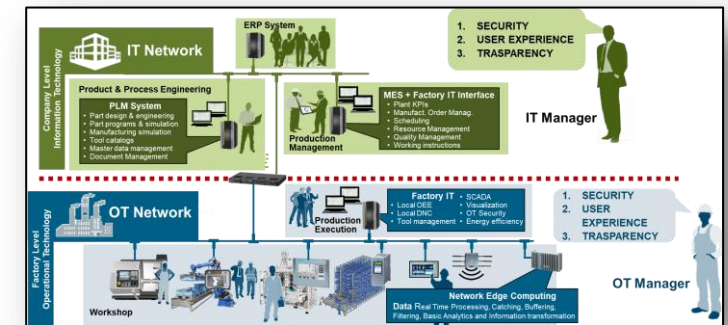 ERP System
IT Network
Company Level
Information Technology
Product & Process Engineering
PLM System
• Part design & engineering
• Part programs & simulation
• Manufacturing simulation
• Tool catalogs
• Master data management
• Document Management
Production
Management
MES + Factory IT Interface
• Plant KPIs
• Manufact. Order Manag.
• Scheduling
• Resource Management
• Quality Management
• Working instructions
1. SECURITY
2. USER EXPERIENCE
3. TRASPARENCY
IT Manager
OT Network
Factory Level
Operational Technology
Production
Execution
Factory IT
• Local OEE
• Local DNC
• Tool management
• SCADA
• Visualization
• OT Security
• Energy efficiency
1. SECURITY
2. USER
EXPERIENCE
3. TRASPARENCY
OT Manager
Workshop
Network Edge Computing
Data Real Time Processing, Catching, Buffering,
Filtering, Basic Analytics and Information transformation